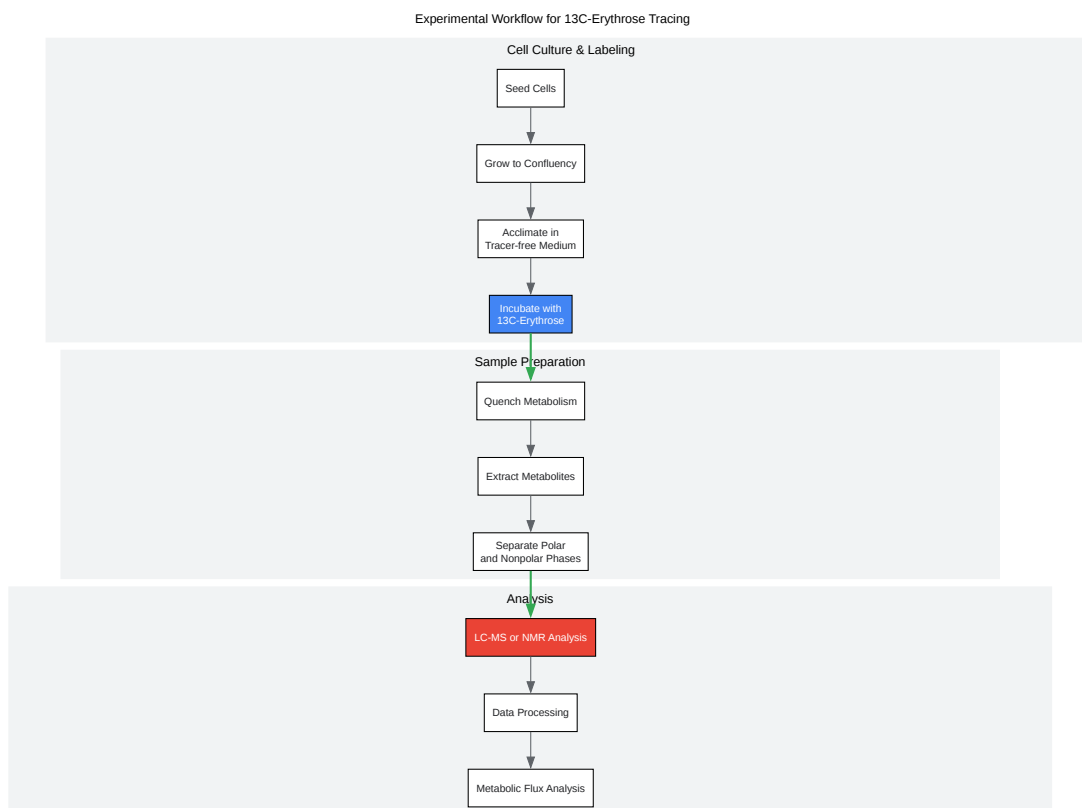 Experimental Workflow for 13C-Erythrose Tracing
Cell Culture & Labeling
Seed Cells
Grow to Confluency
Acclimate in
Tracer-free Medium
Incubate with
13C-Erythrose
Sample Preparation
Quench Metabolism
Extract Metabolites
Separate Polar
and Nonpolar Phases
Analysis
LC-MS or NMR Analysis
Data Processing
Metabolic Flux Analysis